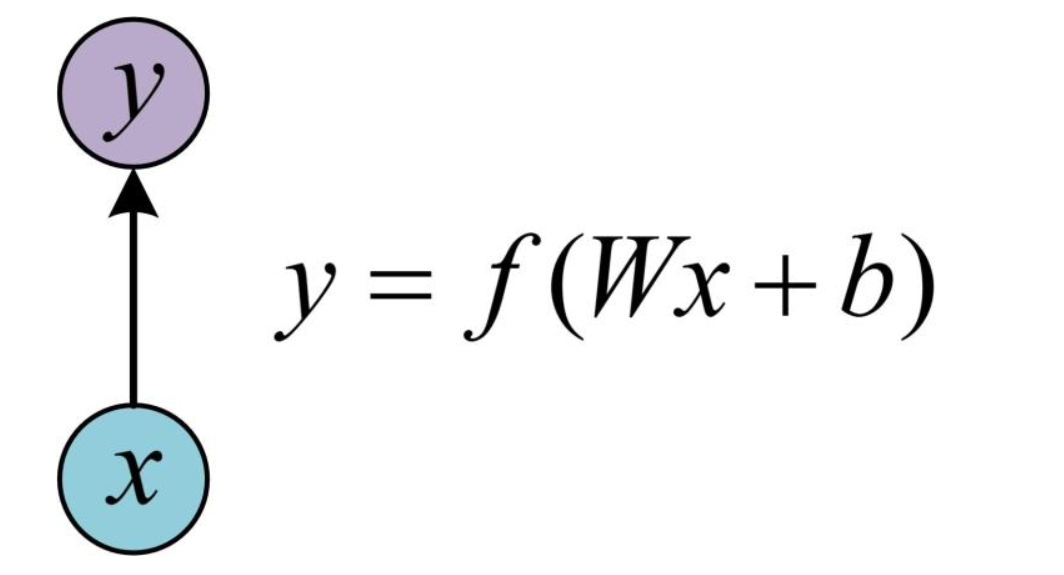 y
y = f(Wx + b)
x